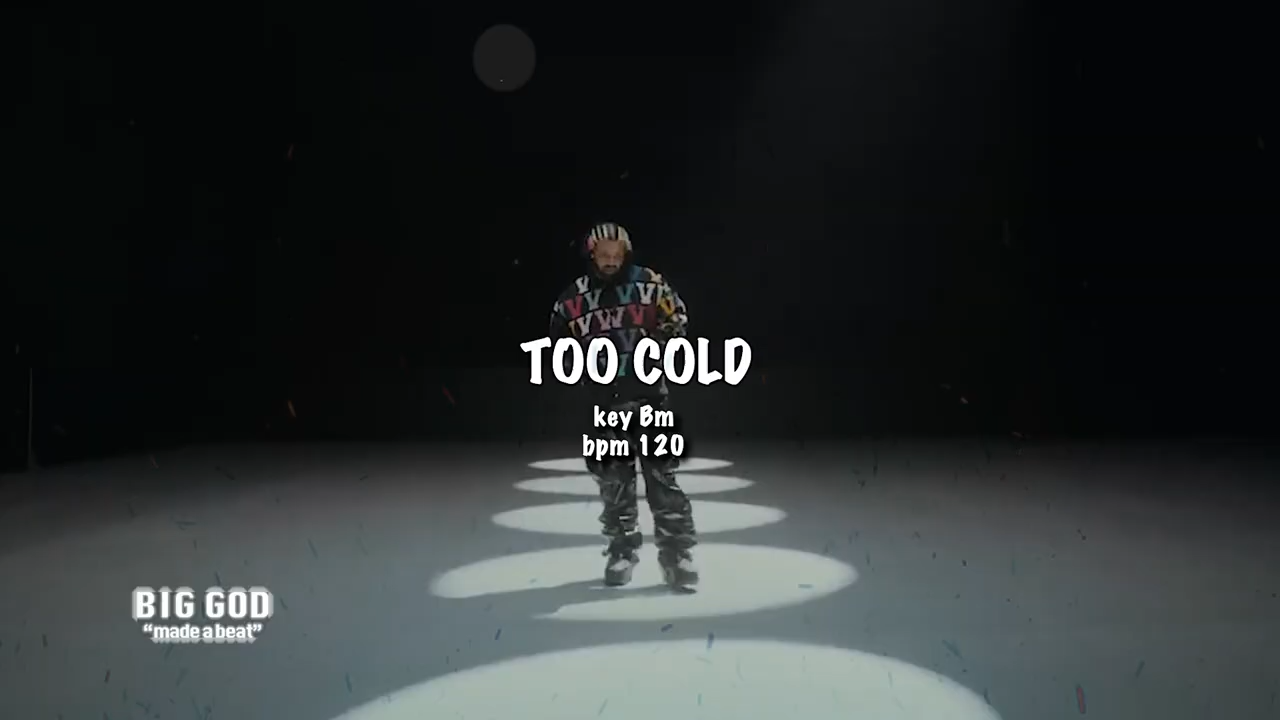 TOO COLD
key Bm
bpm 120
BIG GOD
“made a beat”